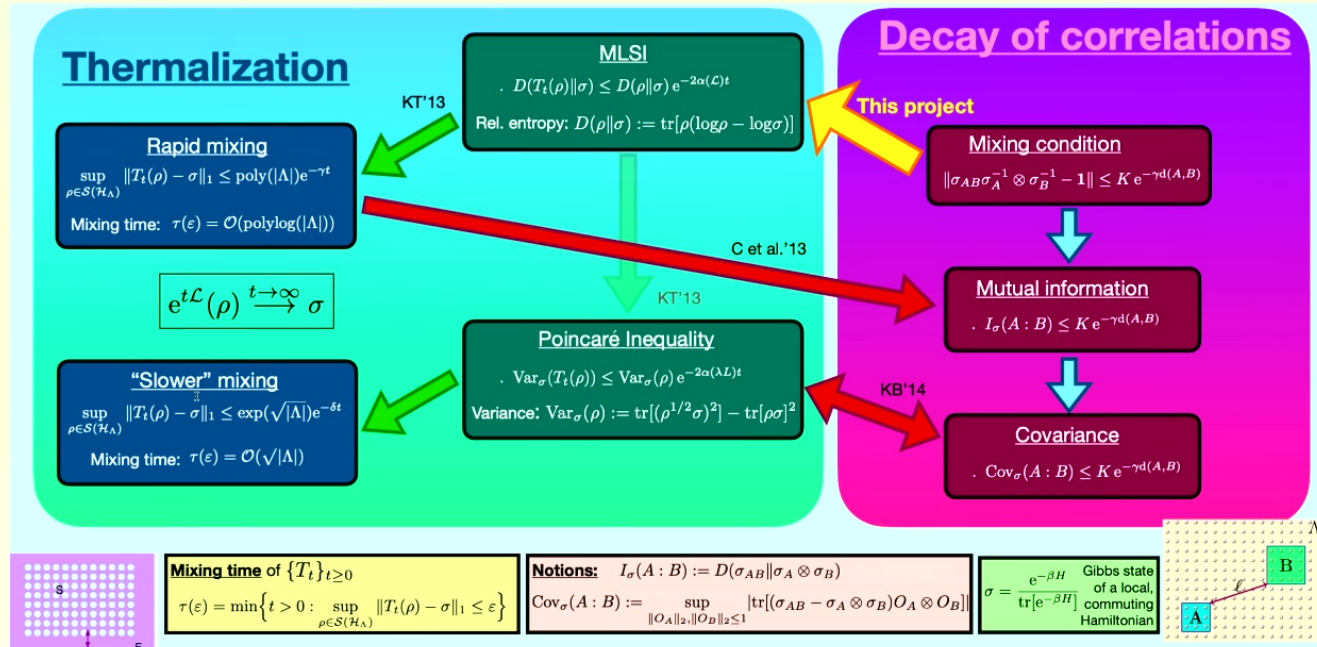 Thermalization
Decay of correlations
MLSI
. D(T_t(ρ)‖σ) ≤ D(ρ‖σ) e^{−2α(ℒ)t}
Rel. entropy: D(ρ‖σ) := tr[ρ(logρ − logσ)]
KT'13
This project
Rapid mixing
sup_{ρ∈𝒮(ℋ_Λ)} ‖T_t(ρ) − σ‖₁ ≤ poly(|Λ|)e^{−γt}
Mixing time: τ(ε) = 𝒪(polylog(|Λ|))
Mixing condition
‖σ_{AB}σ_A^{−1} ⊗ σ_B^{−1} − 𝟏‖ ≤ K e^{−γd(A,B)}
C et al.'13
e^{tℒ}(ρ) ⟶^{t→∞} σ
KT'13
Mutual information
. I_σ(A : B) ≤ K e^{−γd(A,B)}
Poincaré Inequality
. Var_σ(T_t(ρ)) ≤ Var_σ(ρ) e^{−2α(λL)t}
Variance: Var_σ(ρ) := tr[(ρ^{1/2}σ)²] − tr[ρσ]²
"Slower" mixing
sup_{ρ∈𝒮(ℋ_Λ)} ‖T_t(ρ) − σ‖₁ ≤ exp(√|Λ|)e^{−δt}
Mixing time: τ(ε) = 𝒪(√|Λ|)
KB'14
Covariance
. Cov_σ(A : B) ≤ K e^{−γd(A,B)}
S
E
Mixing time of {T_t}_{t≥0}
τ(ε) = min{t > 0 : sup_{ρ∈𝒮(ℋ_Λ)} ‖T_t(ρ) − σ‖₁ ≤ ε}
Notions: I_σ(A : B) := D(σ_{AB}‖σ_A ⊗ σ_B)
Cov_σ(A : B) := sup_{‖O_A‖₂,‖O_B‖₂≤1} |tr[(σ_{AB} − σ_A ⊗ σ_B)O_A ⊗ O_B]|
σ = e^{−βH} / tr[e^{−βH}]
Gibbs state
of a local,
commuting
Hamiltonian
Λ
B
ℓ
A